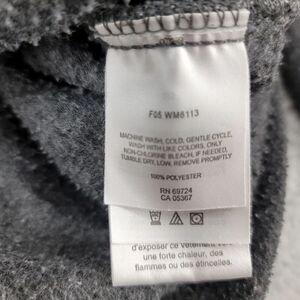 F05 WM6113
MACHINE WASH, COLD, GENTLE CYCLE,
WASH WITH LIKE COLORS, ONLY
NON-CHLORINE BLEACH, IF NEEDED,
TUMBLE DRY, LOW, REMOVE PROMPTLY
100% POLYESTER
RN 69724
CA 05367
d'exposer ce vêtement
une forte chaleur, des
flammes ou des étincelles.